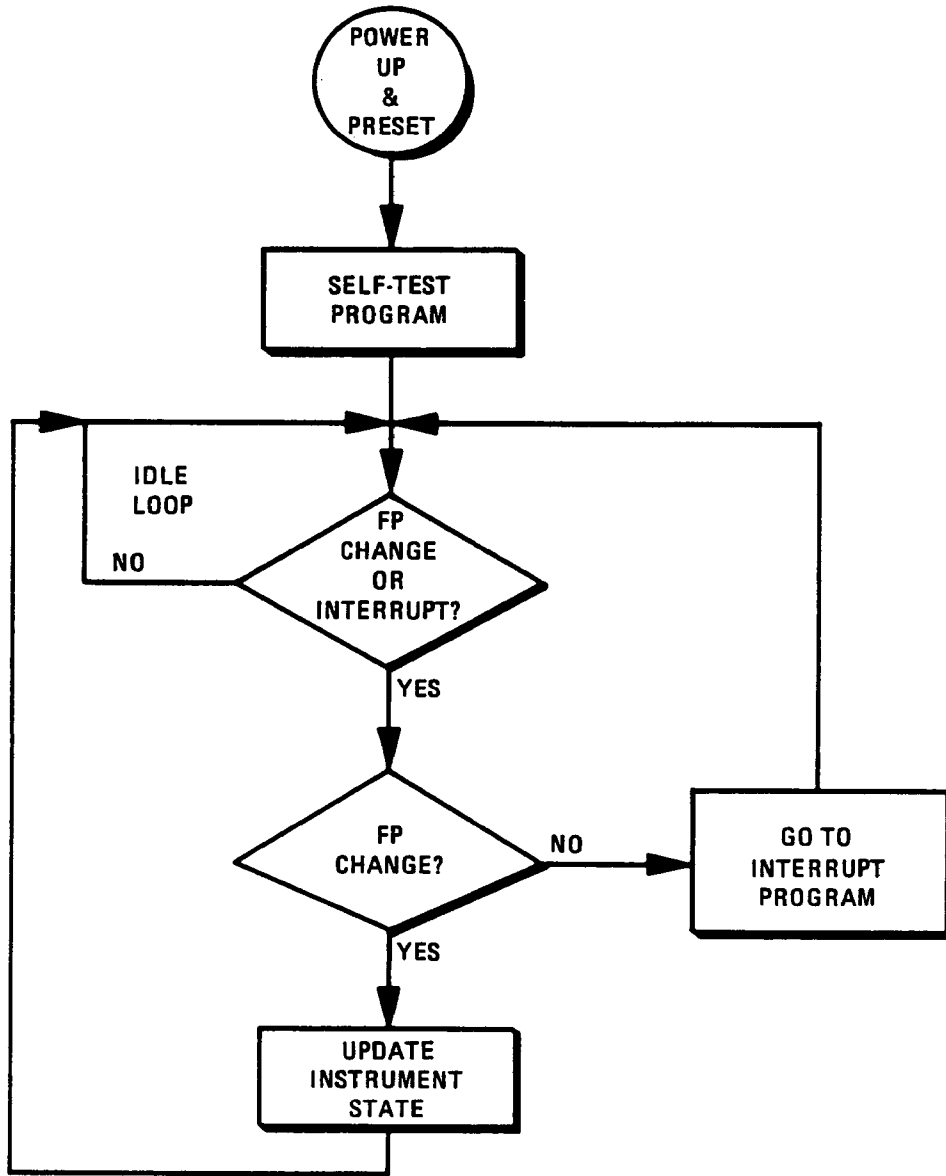 POWER
UP
&
PRESET
SELF-TEST
PROGRAM
IDLE
LOOP
FP
CHANGE
OR
INTERRUPT?
NO
YES
FP
CHANGE?
NO
GO TO
INTERRUPT
PROGRAM
YES
UPDATE
INSTRUMENT
STATE